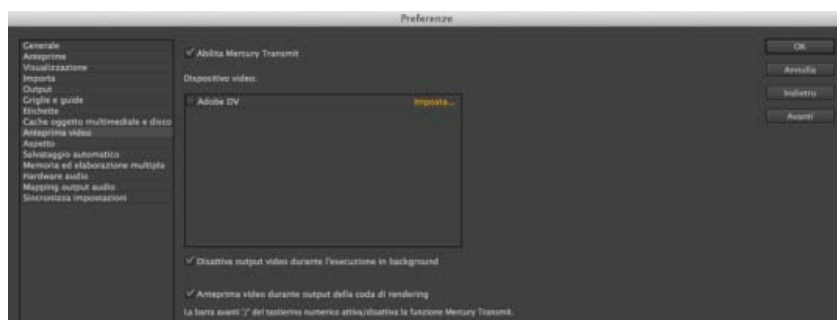 Preferenze
Generale
Anteprime
Visualizzazione
Importa
Output
Griglie e guide
Etichette
Cache oggetto multimediale e disco
Anteprima video
Aspetto
Salvataggio automatico
Memoria ed elaborazione multipla
Hardware audio
Mapping output audio
Sincronizza impostazioni
Abilita Mercury Transmit
Dispositivo video:
Adobe DV Imposta...
Disattiva output video durante l'esecuzione in background
Anteprima video durante output della coda di rendering
La barra avanti '/' del tastierino numerico attiva/disattiva la funzione Mercury Transmit.
OK
Annulla
Indietro
Avanti